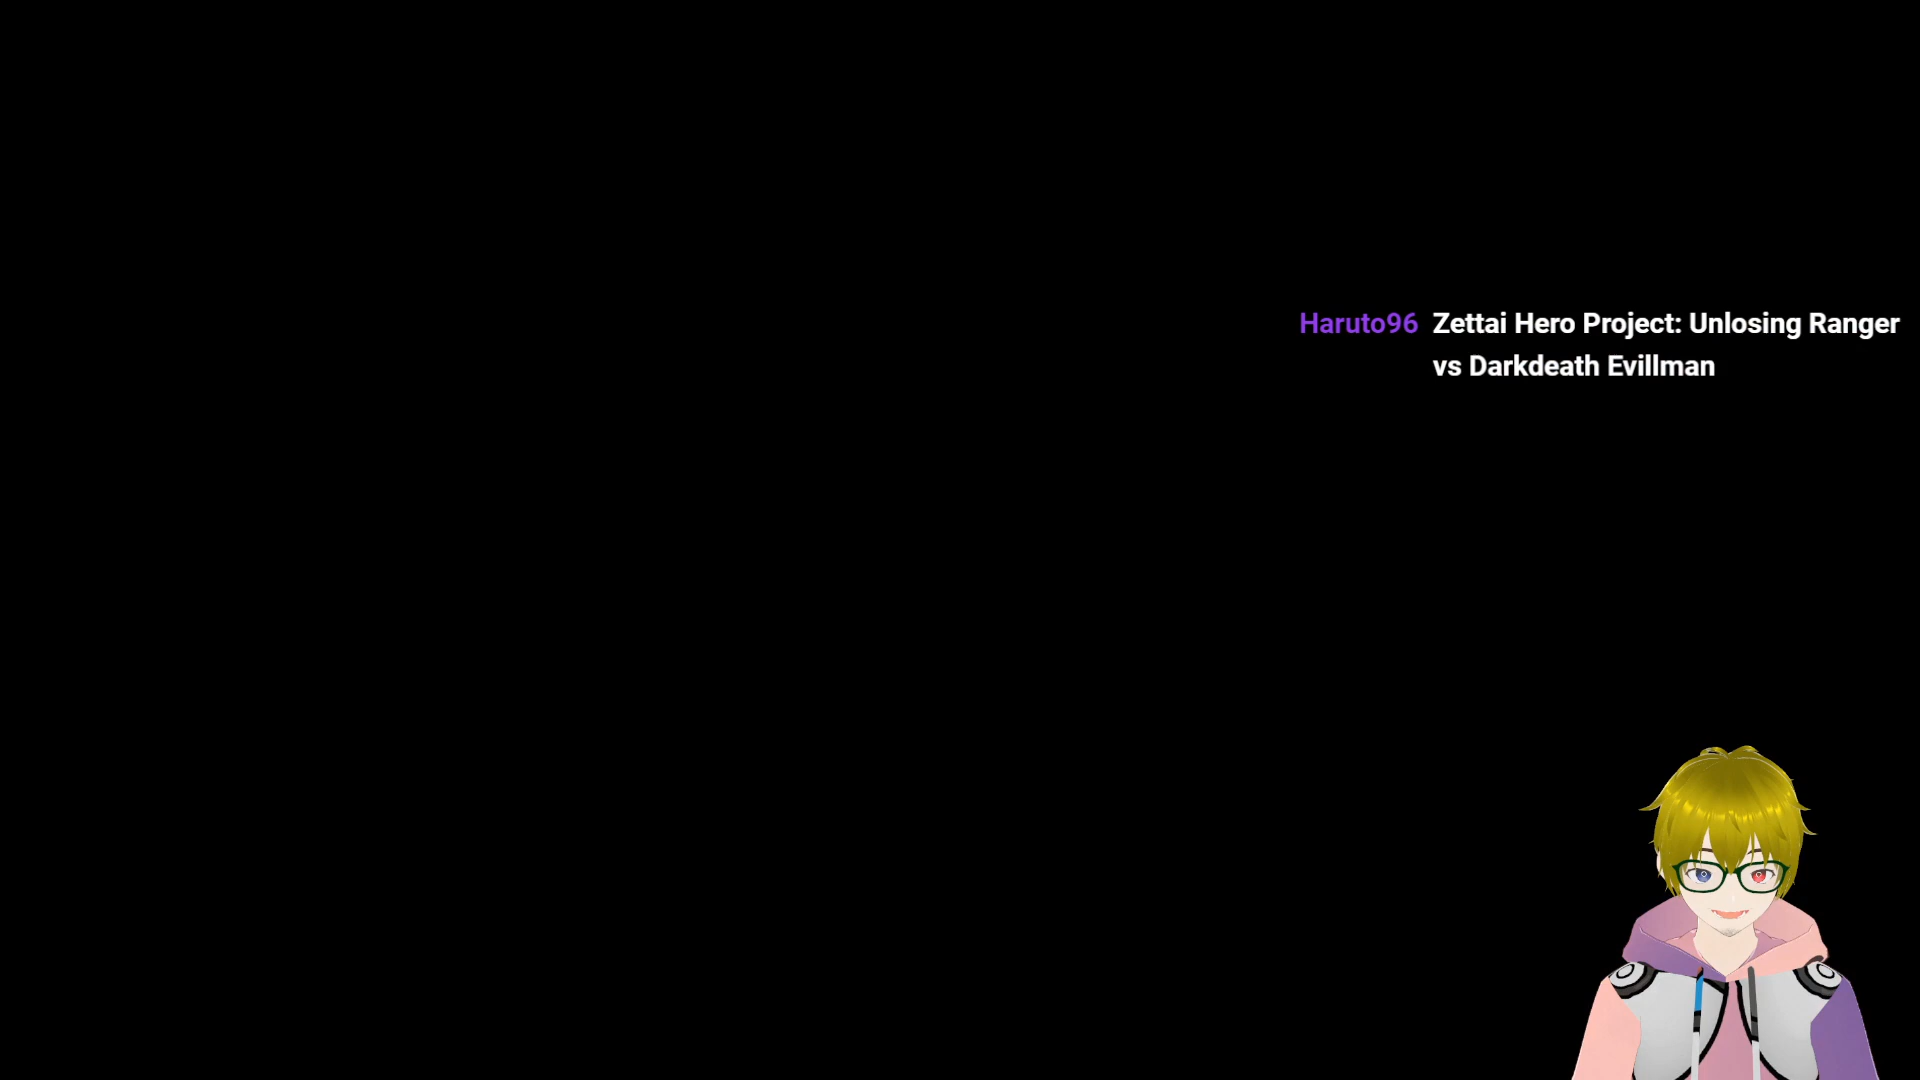 Haruto96 Zettai Hero Project: Unlosing Ranger
vs Darkdeath Evillman